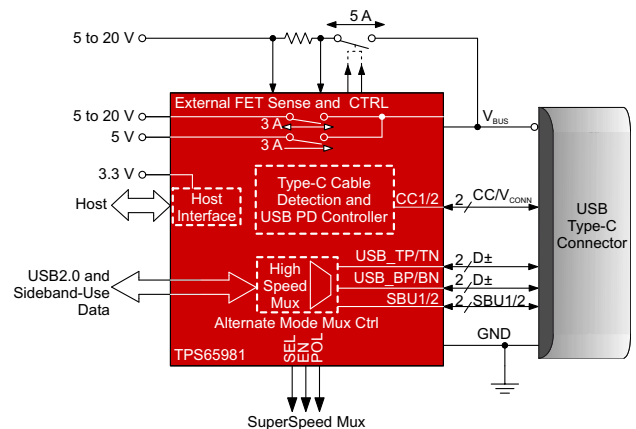 5 A
5 to 20 V
External FET Sense and CTRL
5 to 20 V
3 A
5 V
3 A
V_BUS
3.3 V
Host
Host
Interface
Type-C Cable
Detection and
USB PD Controller
CC1/2
2
CC/V_CONN
USB
Type-C
Connector
USB2.0 and
Sideband-Use
Data
High
Speed
Mux
USB_TP/TN
2
D±
USB_BP/BN
2
D±
SBU1/2
2
SBU1/2
Alternate Mode Mux Ctrl
GND
TPS65981
SEL
EN
POL
SuperSpeed Mux